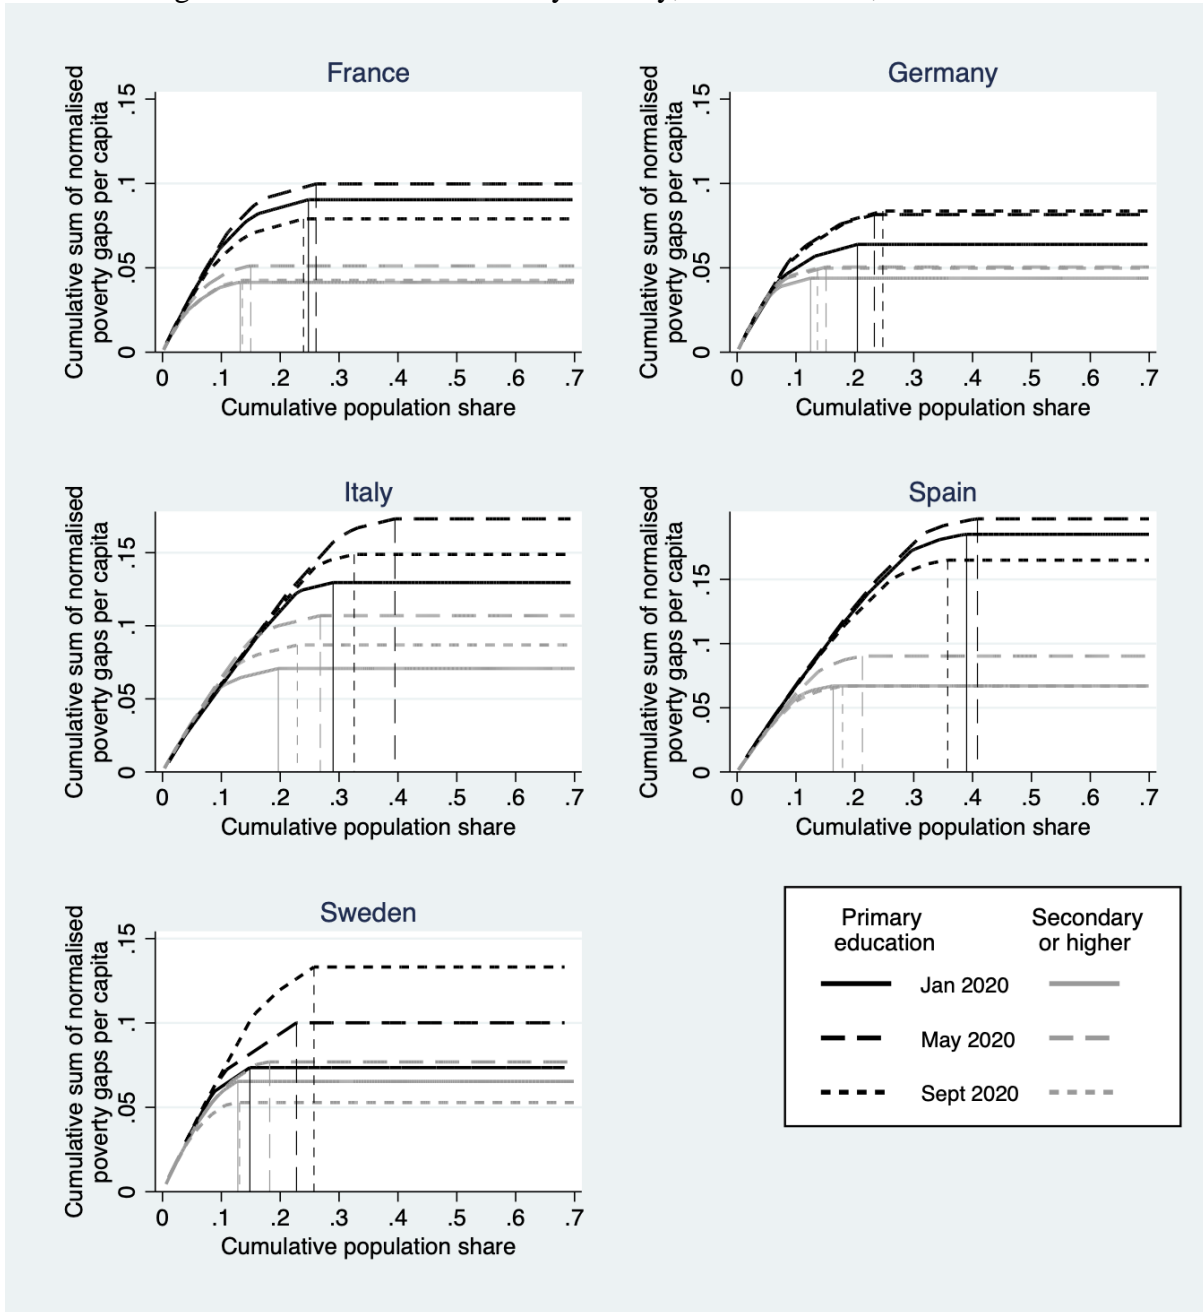 France
Cumulative sum of normalised
poverty gaps per capita
.15
.1
.05
0
0 .1 .2 .3 .4 .5 .6 .7
Cumulative population share
Germany
Cumulative sum of normalised
poverty gaps per capita
.15
.1
.05
0
0 .1 .2 .3 .4 .5 .6 .7
Cumulative population share
Italy
Cumulative sum of normalised
poverty gaps per capita
.15
.1
.05
0
0 .1 .2 .3 .4 .5 .6 .7
Cumulative population share
Spain
Cumulative sum of normalised
poverty gaps per capita
.15
.1
.05
0
0 .1 .2 .3 .4 .5 .6 .7
Cumulative population share
Sweden
Cumulative sum of normalised
poverty gaps per capita
.15
.1
.05
0
0 .1 .2 .3 .4 .5 .6 .7
Cumulative population share
Primary Secondary
education or higher
Jan 2020
May 2020
Sept 2020